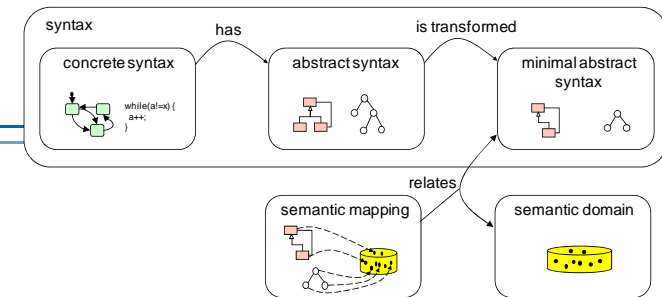 syntax
has
is transformed
concrete syntax
while(a!=x) {
a++;
}
abstract syntax
minimal abstract
syntax
relates
semantic mapping
semantic domain